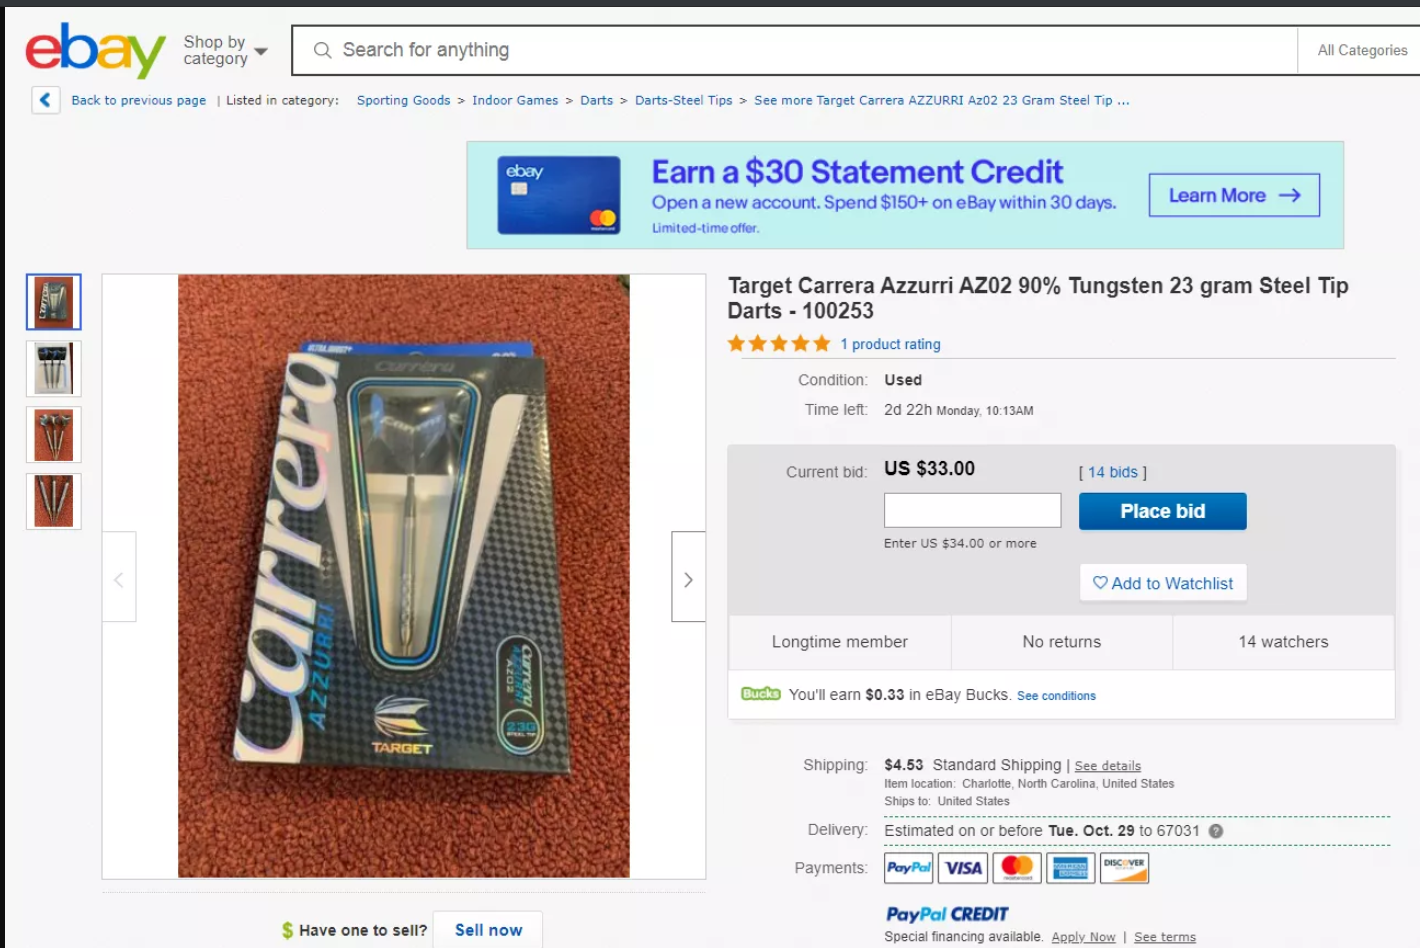 ebay
Shop by
category
Search for anything
All Categories
Back to previous page | Listed in category: Sporting Goods > Indoor Games > Darts > Darts-Steel Tips > See more Target Carrera AZZURRI Az02 23 Gram Steel Tip ...
ebay
mastercard
Earn a $30 Statement Credit
Open a new account. Spend $150+ on eBay within 30 days.
Limited-time offer.
Learn More →
Target Carrera Azzurri AZ02 90% Tungsten 23 gram Steel Tip
Darts - 100253
1 product rating
Condition: Used
Time left: 2d 22h Monday, 10:13AM
Current bid: US $33.00 [ 14 bids ]
Place bid
Enter US $34.00 or more
Add to Watchlist
Longtime member
No returns
14 watchers
Bucks You'll earn $0.33 in eBay Bucks. See conditions
Shipping: $4.53 Standard Shipping | See details
Item location: Charlotte, North Carolina, United States
Ships to: United States
Delivery: Estimated on or before Tue. Oct. 29 to 67031 ?
Payments: PayPal VISA mastercard AMERICAN EXPRESS DISCOVER
PayPal CREDIT
Special financing available. Apply Now | See terms
carrera
Carrera
AZZURRI
TARGET
carrera
AZZURRI
AZ02
23G
STEEL TIP
$ Have one to sell? Sell now